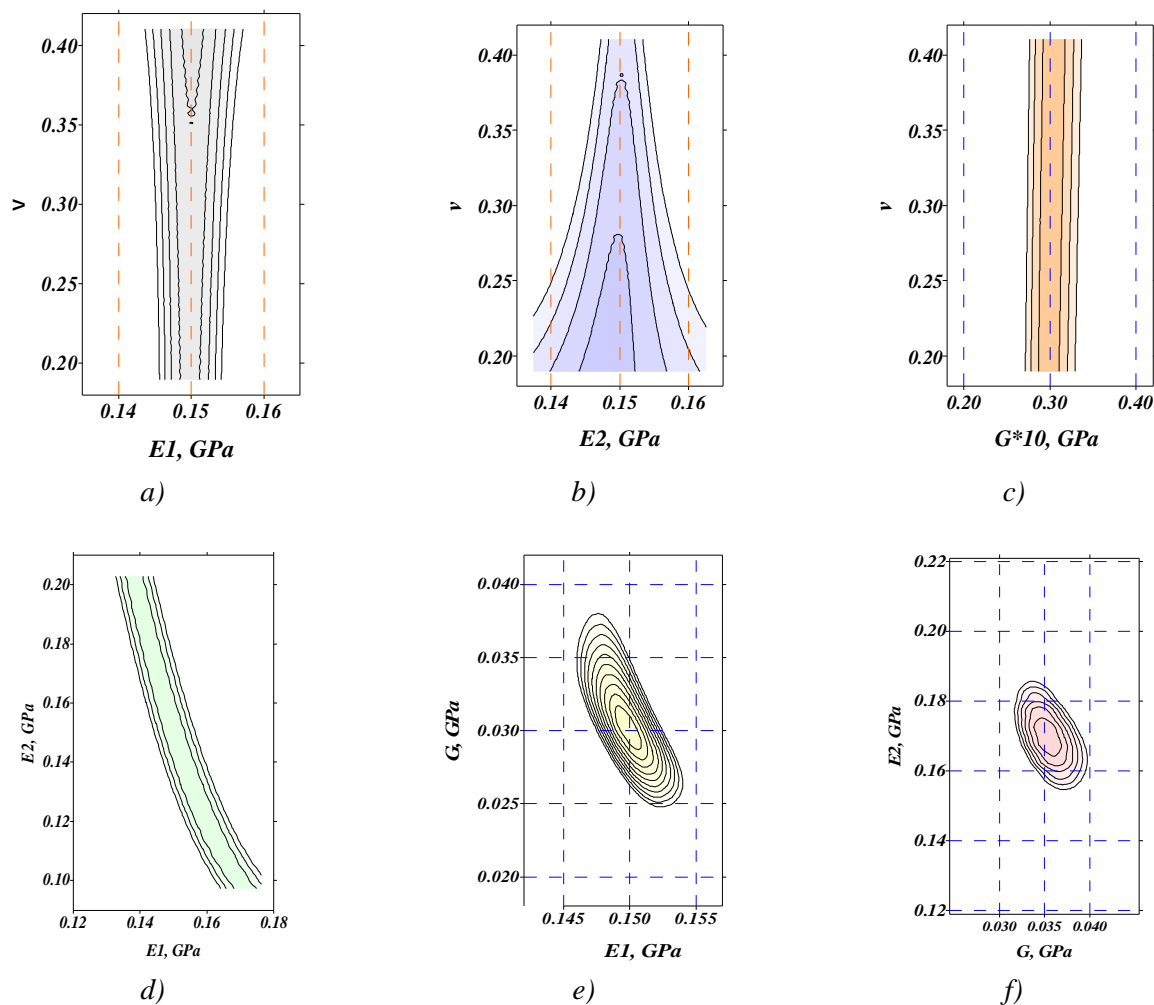 0.40
0.35
0.30
0.25
0.20
v
0.14 0.15 0.16
E1, GPa
a)
0.40
0.35
0.30
0.25
0.20
v
0.14 0.15 0.16
E2, GPa
b)
0.40
0.35
0.30
0.25
0.20
v
0.20 0.30 0.40
G*10, GPa
c)
0.20
0.18
0.16
0.14
0.12
0.10
E2, GPa
0.12 0.14 0.16 0.18
E1, GPa
d)
0.040
0.035
0.030
0.025
0.020
G, GPa
0.145 0.150 0.155
E1, GPa
e)
0.22
0.20
0.18
0.16
0.14
0.12
E2, GPa
0.030 0.035 0.040
G, GPa
f)